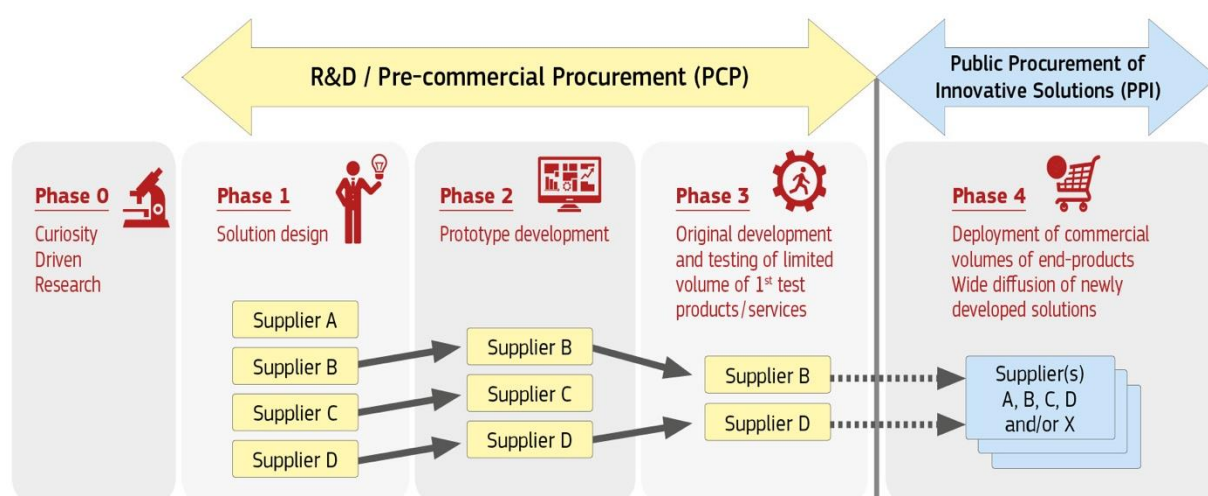 R&D / Pre-commercial Procurement (PCP)
Public Procurement of
Innovative Solutions (PPI)
Phase 0
Curiosity
Driven
Research
Phase 1
Solution design
Supplier A
Supplier B
Supplier C
Supplier D
Phase 2
Prototype development
Supplier B
Supplier C
Supplier D
Phase 3
Original development
and testing of limited
volume of 1st test
products/services
Supplier B
Supplier D
Phase 4
Deployment of commercial
volumes of end-products
Wide diffusion of newly
developed solutions
Supplier(s)
A, B, C, D
and/or X